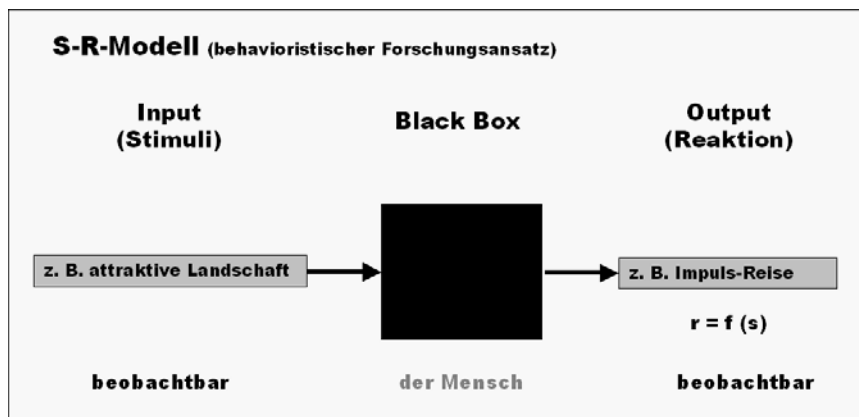 S-R-Modell (behavioristischer Forschungsansatz)
Input
(Stimuli)
Black Box
Output
(Reaktion)
z. B. attraktive Landschaft
z. B. Impuls-Reise
r = f (s)
beobachtbar
der Mensch
beobachtbar